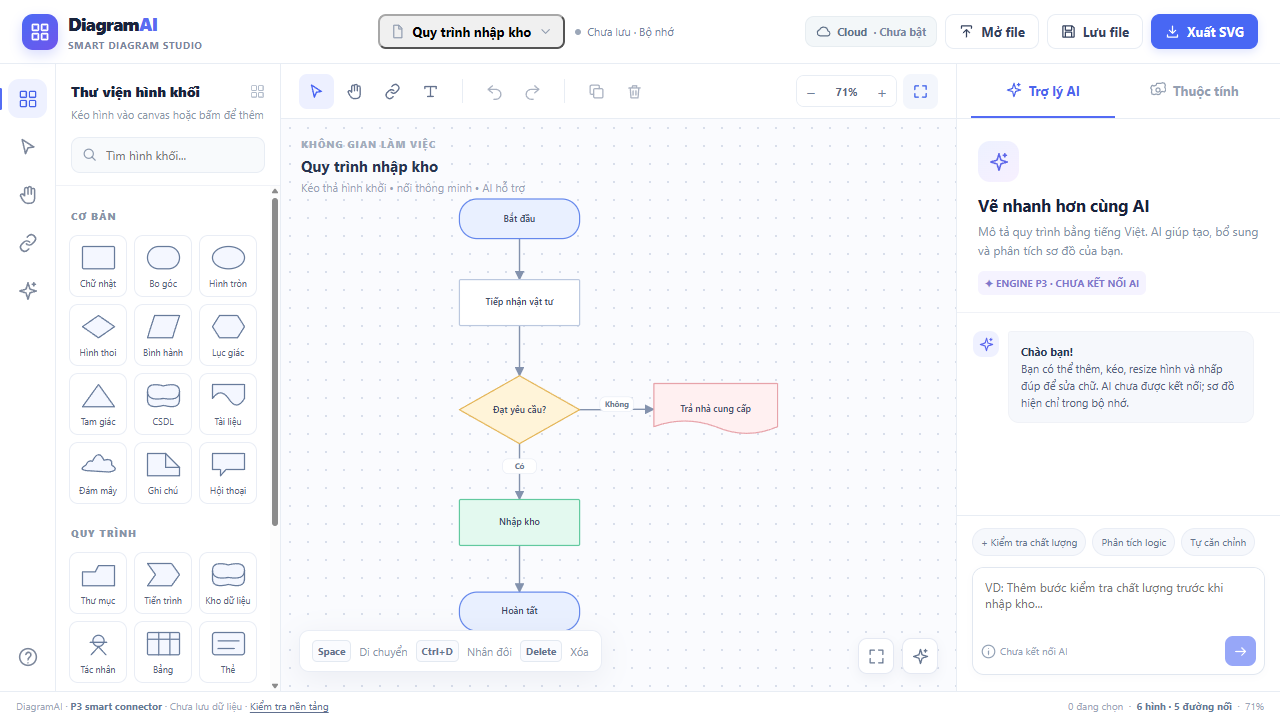 DiagramAI
SMART DIAGRAM STUDIO
Quy trình nhập kho
Chưa lưu · Bộ nhớ
Cloud · Chưa bật
Mở file
Lưu file
Xuất SVG
Thư viện hình khối
Kéo hình vào canvas hoặc bấm để thêm
Tìm hình khối...
CƠ BẢN
Chữ nhật
Bo góc
Hình tròn
Hình thoi
Bình hành
Lục giác
Tam giác
CSDL
Tài liệu
Đám mây
Ghi chú
Hội thoại
QUY TRÌNH
Thư mục
Tiến trình
Kho dữ liệu
Tác nhân
Bảng
Thẻ
T
− 71% +
KHÔNG GIAN LÀM VIỆC
Quy trình nhập kho
Kéo thả hình khối • nối thông minh • AI hỗ trợ
Bắt đầu
Tiếp nhận vật tư
Đạt yêu cầu?
Không
Trả nhà cung cấp
Có
Nhập kho
Hoàn tất
Space Di chuyển Ctrl+D Nhân đôi Delete Xóa
Trợ lý AI
Thuộc tính
Vẽ nhanh hơn cùng AI
Mô tả quy trình bằng tiếng Việt. AI giúp tạo, bổ sung
và phân tích sơ đồ của bạn.
✦ ENGINE P3 · CHƯA KẾT NỐI AI
Chào bạn!
Bạn có thể thêm, kéo, resize hình và nhấp
đúp để sửa chữ. AI chưa được kết nối; sơ đồ
hiện chỉ trong bộ nhớ.
+ Kiểm tra chất lượng
Phân tích logic
Tự căn chỉnh
VD: Thêm bước kiểm tra chất lượng trước khi
nhập kho...
Chưa kết nối AI
DiagramAI · P3 smart connector · Chưa lưu dữ liệu · Kiểm tra nền tảng
0 đang chọn · 6 hình · 5 đường nối · 71%